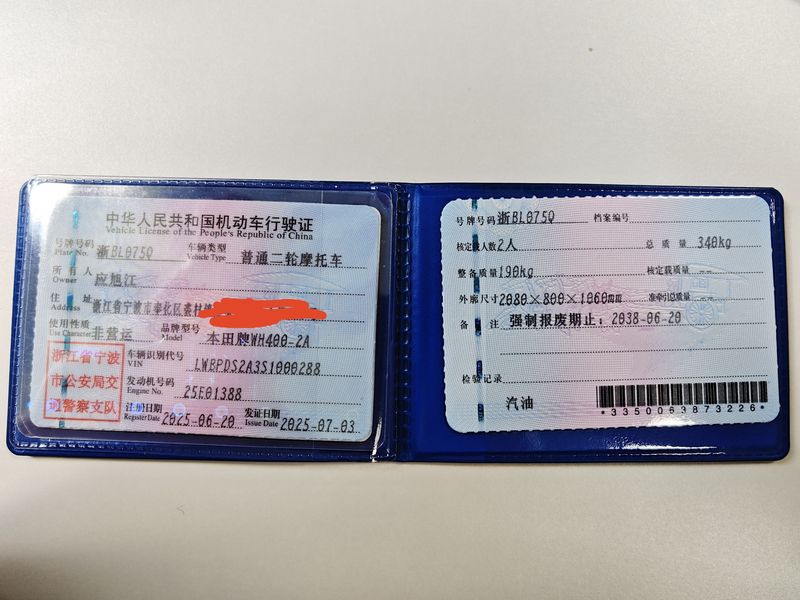 中华人民共和国机动车行驶证
Vehicle License of the People's Republic of China
号牌号码 浙BL075Q 车辆类型 普通二轮摩托车
Plate No. Vehicle Type
所有人 应旭江
Owner
住址 浙江省宁波市奉化区裘村镇
Address
使用性质 非营运 品牌型号 本田牌WH400-2A
Use Character Model
浙江省宁波
市公安局交
通警察支队
车辆识别代号 LWBPDS2A3S1000288
VIN
发动机号码 25E01388
Engine No.
注册日期 2025-06-20 发证日期 2025-07-03
Register Date Issue Date
号牌号码 浙BL075Q 档案编号
核定载人数 2人 总质量 340kg
整备质量 190kg 核定载质量 --
外廓尺寸 2080×800×1060mm 准牵引总质量 --
备注 强制报废期止：2038-06-20
检验记录
汽油
*3350063873226*